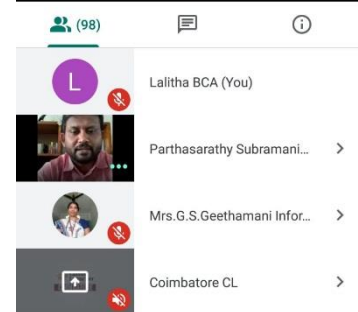 (98)
L
Lalitha BCA (You)
Parthasarathy Subramani...
Mrs.G.S.Geethamani Infor...
Coimbatore CL